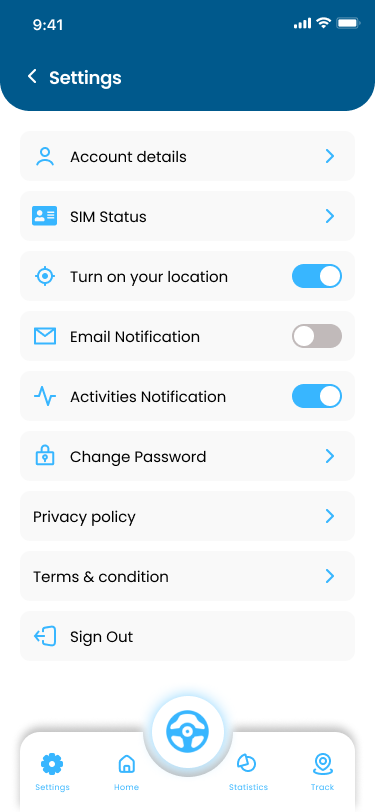 9:41
Settings
Account details
SIM Status
Turn on your location
Email Notification
Activities Notification
Change Password
Privacy policy
Terms & condition
Sign Out
Settings
Home
Statistics
Track